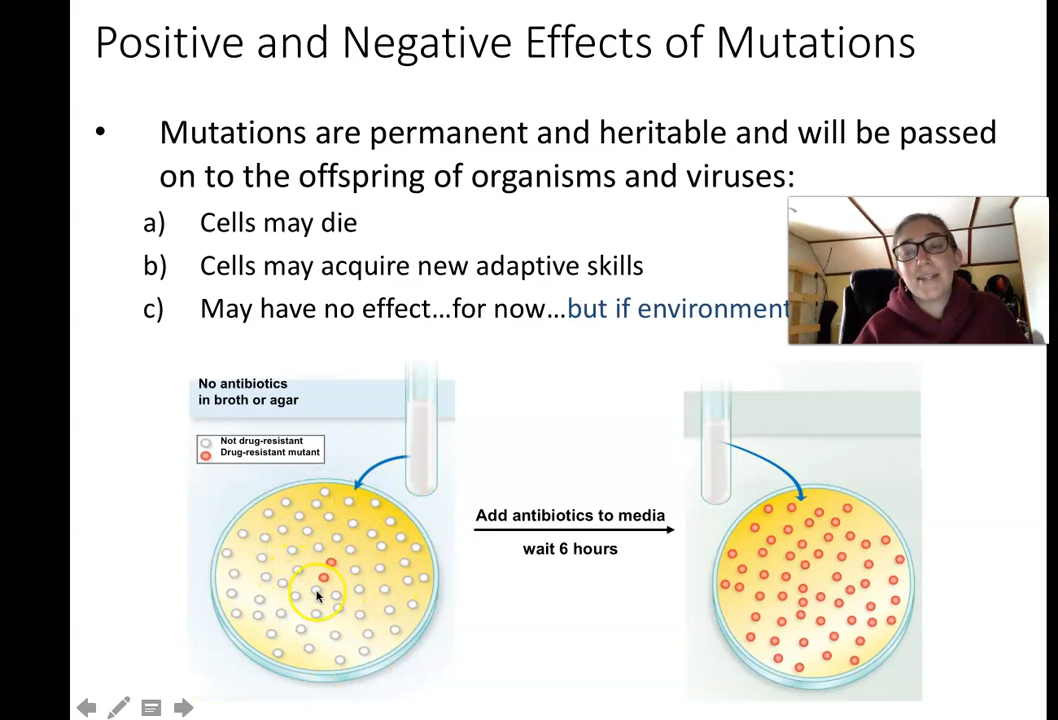 Positive and Negative Effects of Mutations
• Mutations are permanent and heritable and will be passed
on to the offspring of organisms and viruses:
a) Cells may die
b) Cells may acquire new adaptive skills
c) May have no effect…for now…but if environment
No antibiotics
in broth or agar
Not drug-resistant
Drug-resistant mutant
Add antibiotics to media
wait 6 hours